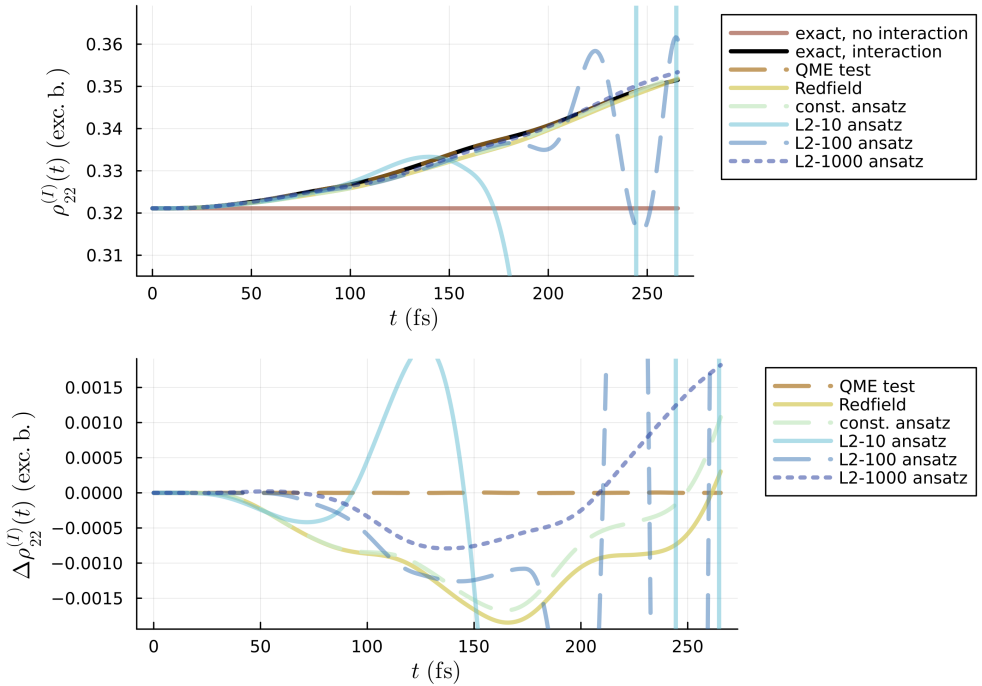 0.36
0.35
0.34
0.33
0.32
0.31
ρ₂₂⁽ᴵ⁾(t) (exc. b. )
0 50 100 150 200 250
t (fs)
exact, no interaction
exact, interaction
QME test
Redfield
const. ansatz
L2-10 ansatz
L2-100 ansatz
L2-1000 ansatz
0.0015
0.0010
0.0005
0.0000
−0.0005
−0.0010
−0.0015
Δρ₂₂⁽ᴵ⁾(t) (exc. b. )
0 50 100 150 200 250
t (fs)
QME test
Redfield
const. ansatz
L2-10 ansatz
L2-100 ansatz
L2-1000 ansatz